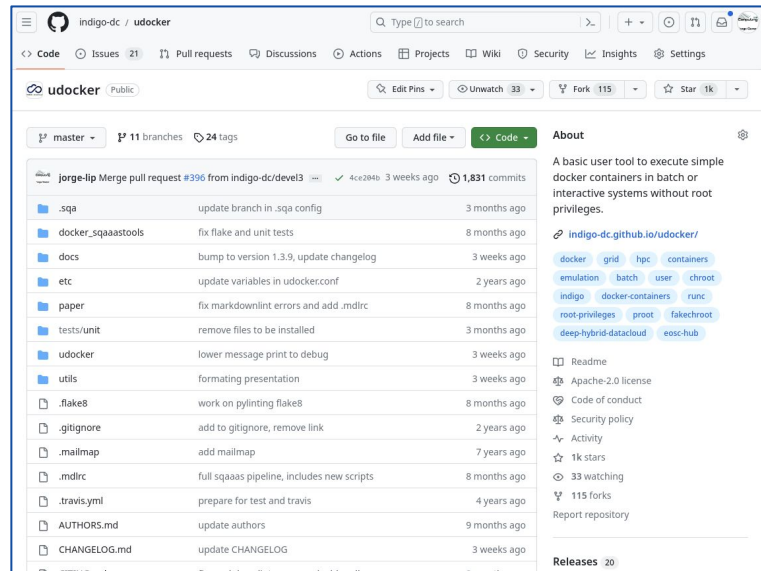 indigo-dc / udocker
Type / to search
Code
Issues 21
Pull requests
Discussions
Actions
Projects
Wiki
Security
Insights
Settings
udocker Public
Edit Pins
Unwatch 33
Fork 115
Star 1k
master
11 branches
24 tags
Go to file
Add file
Code
jorge-lip Merge pull request #396 from indigo-dc/devel3 ... 4ce204b 3 weeks ago 1,831 commits
.sqa update branch in .sqa config 3 months ago
docker_sqaaastools fix flake and unit tests 8 months ago
docs bump to version 1.3.9, update changelog 3 weeks ago
etc update variables in udocker.conf 2 years ago
paper fix markdownlint errors and add .mdlrc 8 months ago
tests/unit remove files to be installed 3 months ago
udocker lower message print to debug 3 weeks ago
utils formating presentation 3 weeks ago
.flake8 work on pylinting flake8 8 months ago
.gitignore add to gitignore, remove link 2 years ago
.mailmap add mailmap 7 years ago
.mdlrc full sqaaas pipeline, includes new scripts 8 months ago
.travis.yml prepare for test and travis 4 years ago
AUTHORS.md update authors 9 months ago
CHANGELOG.md update CHANGELOG 3 weeks ago
About
A basic user tool to execute simple
docker containers in batch or
interactive systems without root
privileges.
indigo-dc.github.io/udocker/
docker grid hpc containers
emulation batch user chroot
indigo docker-containers runc
root-privileges proot fakechroot
deep-hybrid-datacloud eosc-hub
Readme
Apache-2.0 license
Code of conduct
Security policy
Activity
1k stars
33 watching
115 forks
Report repository
Releases 20